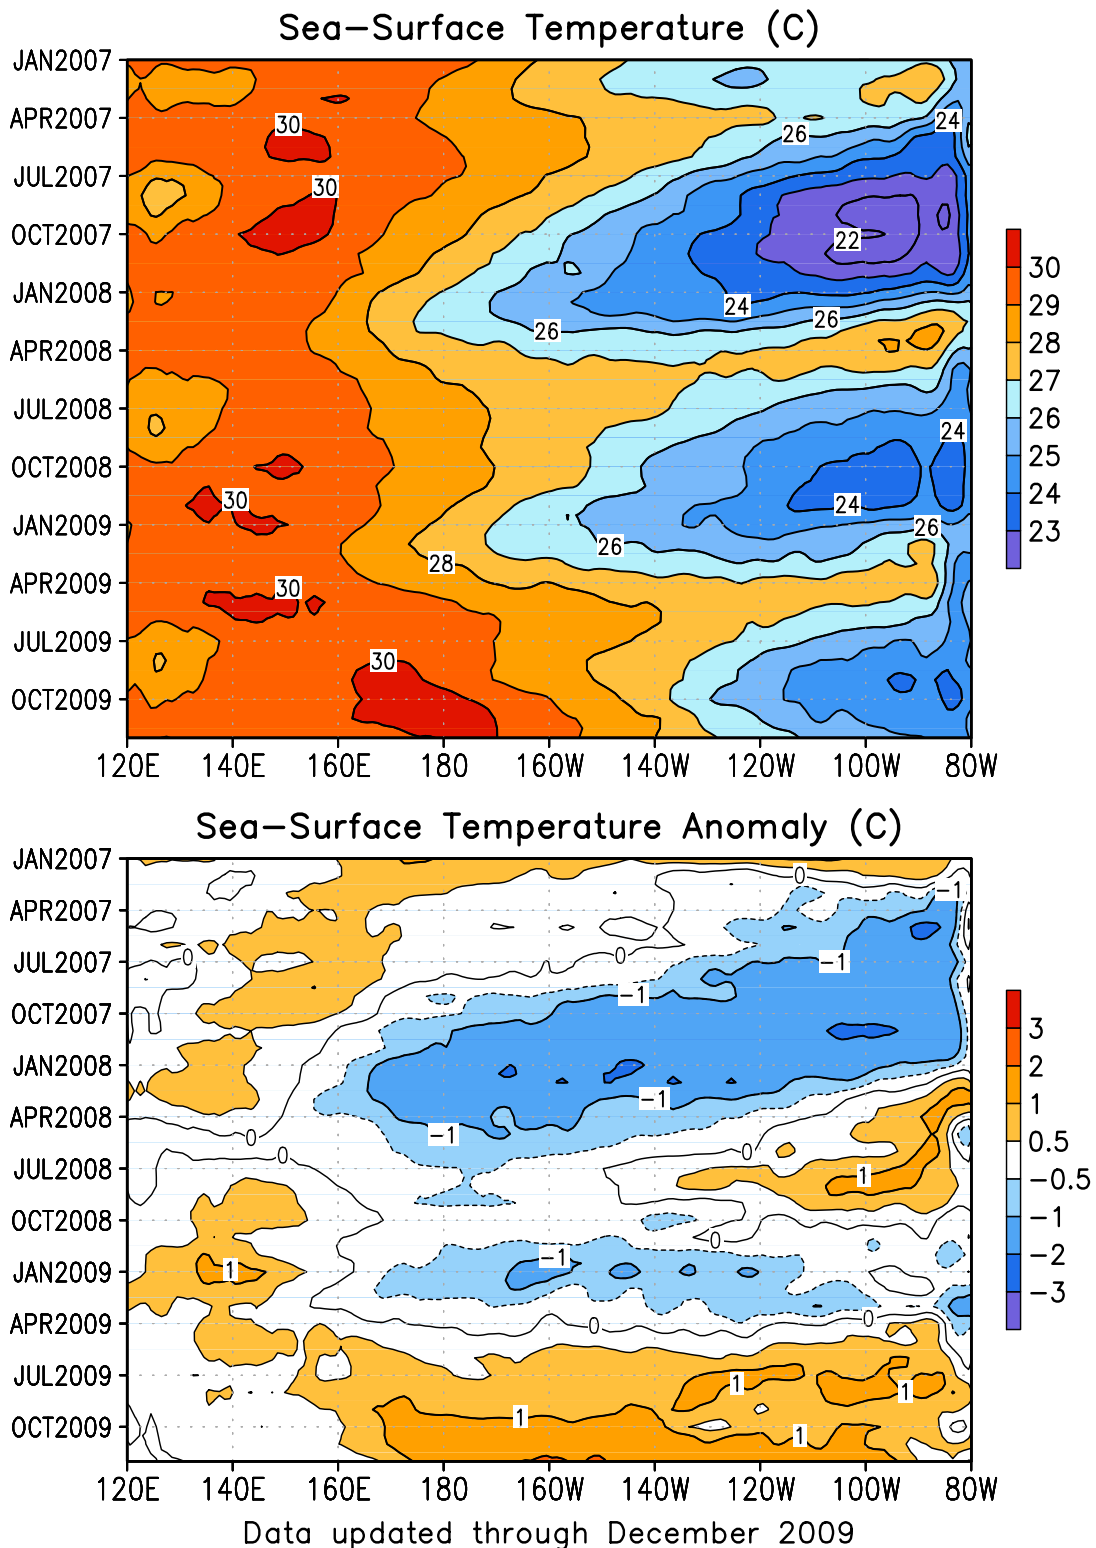 Sea-Surface Temperature (C)
JAN2007
APR2007
JUL2007
OCT2007
JAN2008
APR2008
JUL2008
OCT2008
JAN2009
APR2009
JUL2009
OCT2009
30
24
26
30
22
24
26
26
24
30
24
26
26
28
30
30
30
29
28
27
26
25
24
23
120E 140E 160E 180 160W 140W 120W 100W 80W
Sea-Surface Temperature Anomaly (C)
JAN2007
APR2007
JUL2007
OCT2007
JAN2008
APR2008
JUL2008
OCT2008
JAN2009
APR2009
JUL2009
OCT2009
0
-1
0
0
-1
-1
-1
-1
0
0
0
1
0
-1
1
0
0
1
1
1
1
3
2
1
0.5
-0.5
-1
-2
-3
120E 140E 160E 180 160W 140W 120W 100W 80W
Data updated through December 2009